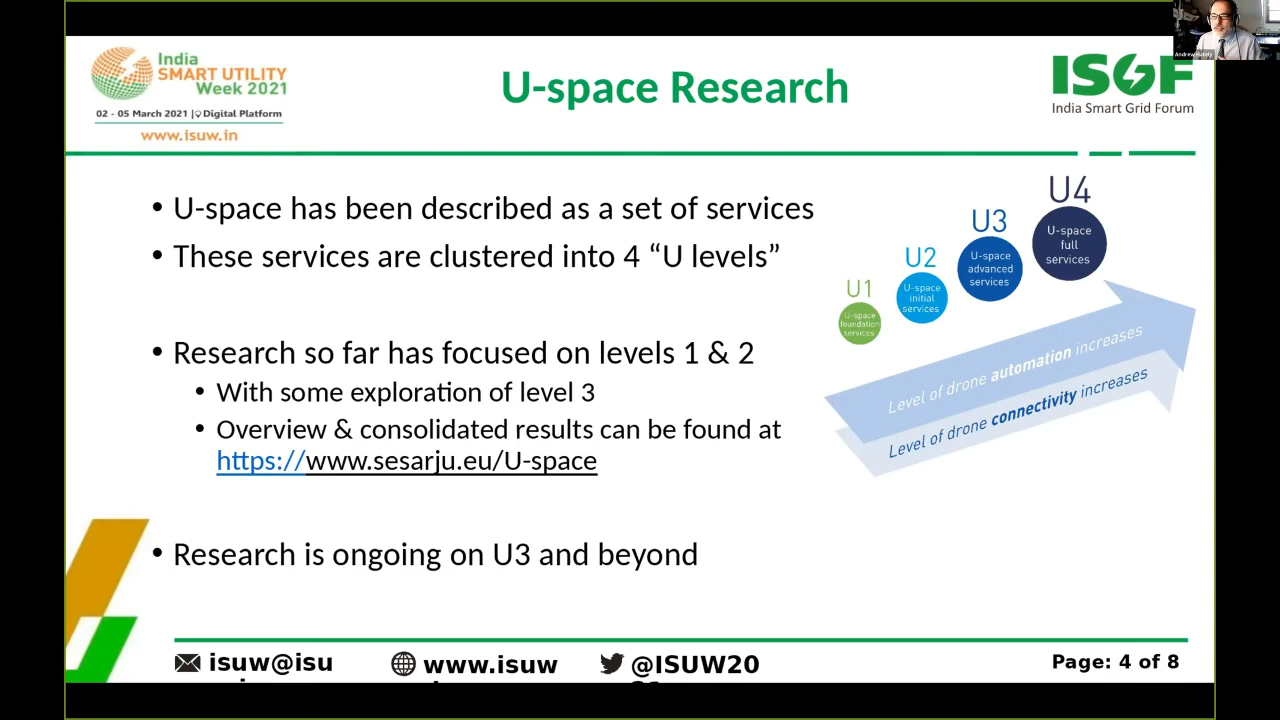 India
SMART UTILITY
Week 2021
02 - 05 March 2021 | Digital Platform
www.isuw.in
U-space Research
ISGF
India Smart Grid Forum
Andrew Hately
• U-space has been described as a set of services
• These services are clustered into 4 “U levels”
• Research so far has focused on levels 1 & 2
• With some exploration of level 3
• Overview & consolidated results can be found at
https://www.sesarju.eu/U-space
• Research is ongoing on U3 and beyond
U1
U-space
foundation
services
U2
U-space
initial
services
U3
U-space
advanced
services
U4
U-space
full
services
Level of drone automation increases
Level of drone connectivity increases
isuw@isu
www.isuw
@ISUW20
Page: 4 of 8